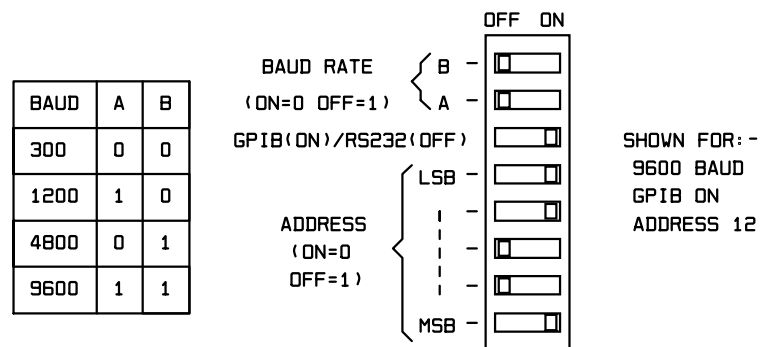 OFF ON
BAUD RATE
(ON=0 OFF=1)
B -
A -
GPIB(ON)/RS232(OFF) -
LSB -
ADDRESS
(ON=0
OFF=1)
MSB -
BAUD A B
300 0 0
1200 1 0
4800 0 1
9600 1 1
SHOWN FOR:-
9600 BAUD
GPIB ON
ADDRESS 12